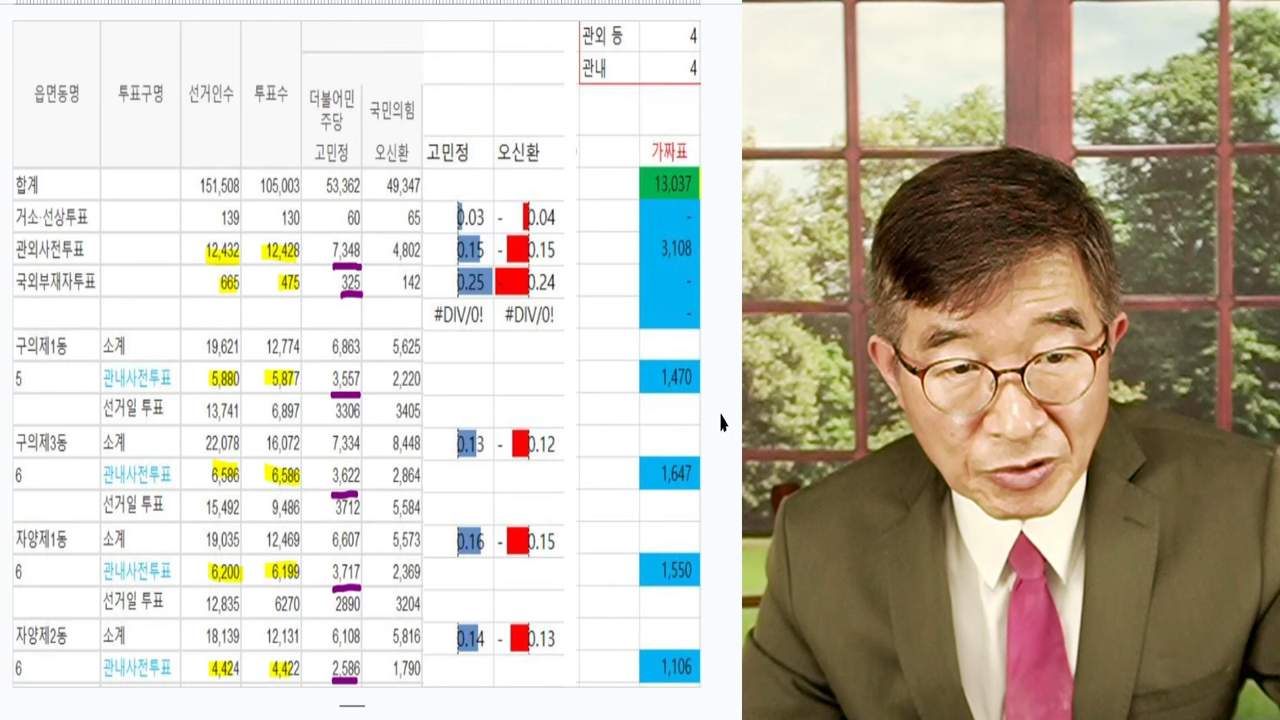 관외 등 4
관내 4
읍면동명 투표구명 선거인수 투표수 더불어민주당 고민정 국민의힘 오신환 고민정 오신환 가짜표
합계 151,508 105,003 53,362 49,347 13,037
거소·선상투표 139 130 60 65 0.03 - 0.04 -
관외사전투표 12,432 12,428 7,348 4,802 0.15 - 0.15 3,108
국외부재자투표 665 475 325 142 0.25 0.24 -
#DIV/0! #DIV/0! -
구의제1동 소계 19,621 12,774 6,863 5,625
5 관내사전투표 5,880 5,877 3,557 2,220 1,470
선거일 투표 13,741 6,897 3306 3405
구의제3동 소계 22,078 16,072 7,334 8,448 0.13 - 0.12
6 관내사전투표 6,586 6,586 3,622 2,864 1,647
선거일 투표 15,492 9,486 3712 5,584
자양제1동 소계 19,035 12,469 6,607 5,573 0.16 - 0.15
6 관내사전투표 6,200 6,199 3,717 2,369 1,550
선거일 투표 12,835 6270 2890 3204
자양제2동 소계 18,139 12,131 6,108 5,816 0.14 - 0.13
6 관내사전투표 4,424 4,422 2,586 1,790 1,106